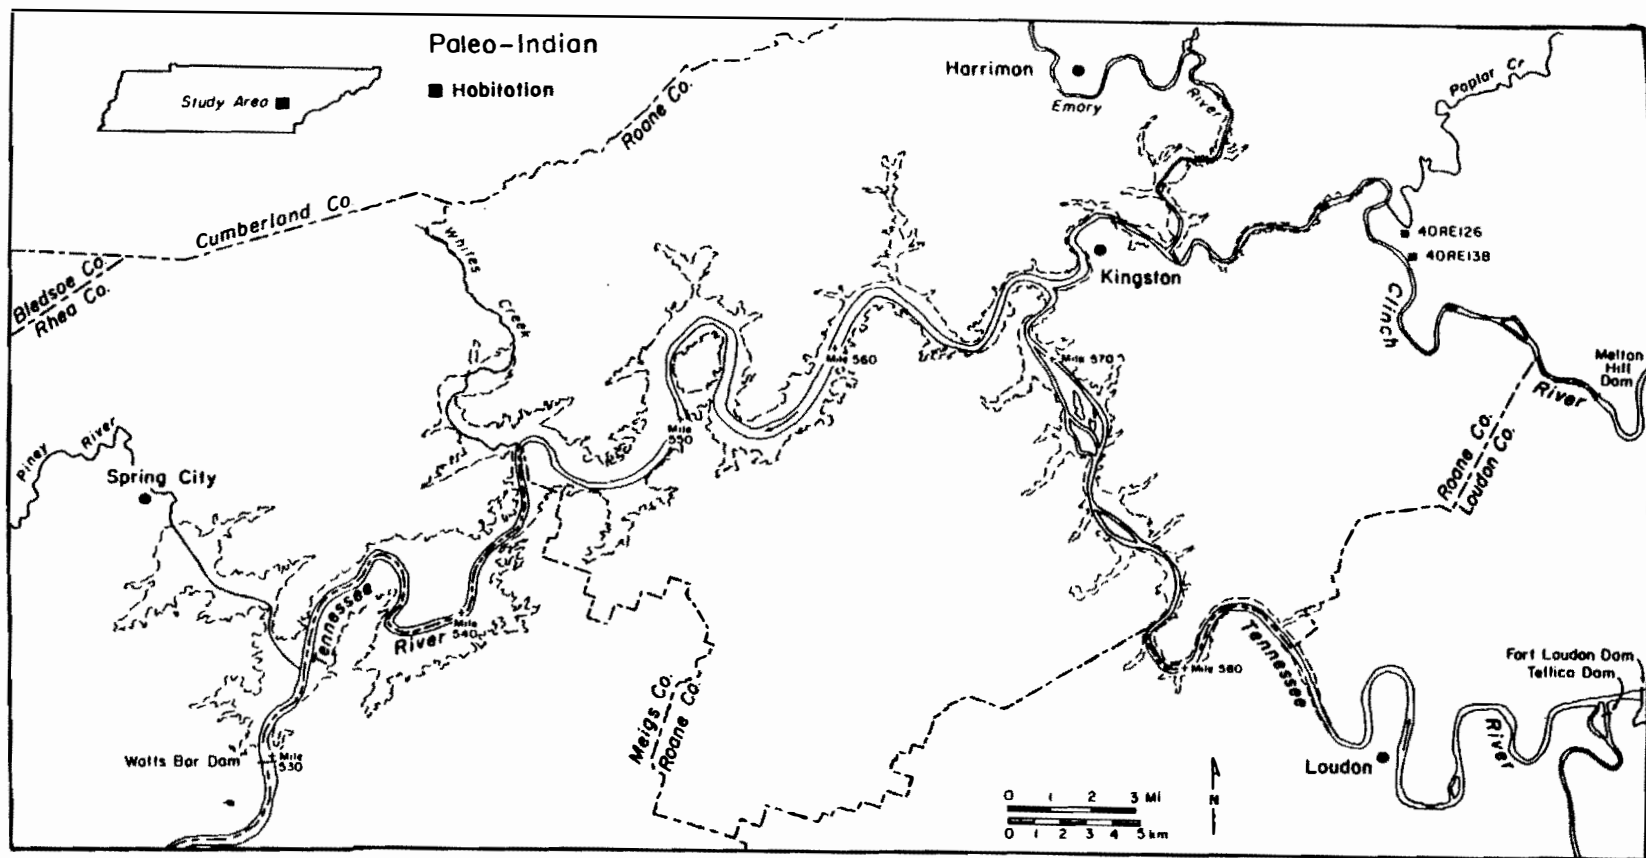 Paleo-Indian
Habitation
Study Area
Roane Co.
Cumberland Co.
Bledsoe Co.
Rhea Co.
Harriman
Emory
River
Poplar Cr
40RE126
40RE138
Kingston
Clinch
River
Melton
Hill
Dam
Whites
Creek
Mile 560
Mile 570
Mile
550
Piney River
Spring City
Roane Co.
Loudon Co.
Tennessee
River
Mile
540
Meigs Co.
Roane Co.
Mile 580
Tennessee
River
Fort Loudon Dam
Tellico Dam
Watts Bar Dam
Mile
530
Loudon
0 1 2 3 Mi
0 1 2 3 4 5 km
N